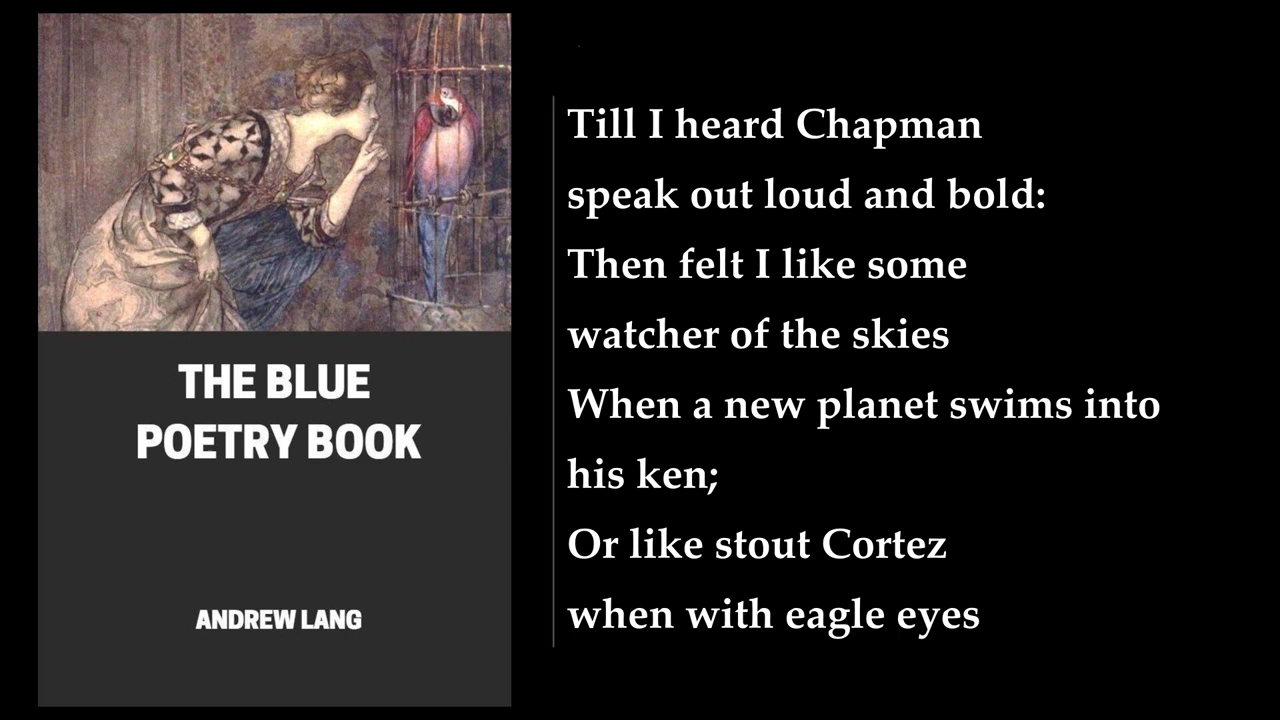 THE BLUE
POETRY BOOK
ANDREW LANG
Till I heard Chapman
speak out loud and bold:
Then felt I like some
watcher of the skies
When a new planet swims into
his ken;
Or like stout Cortez
when with eagle eyes